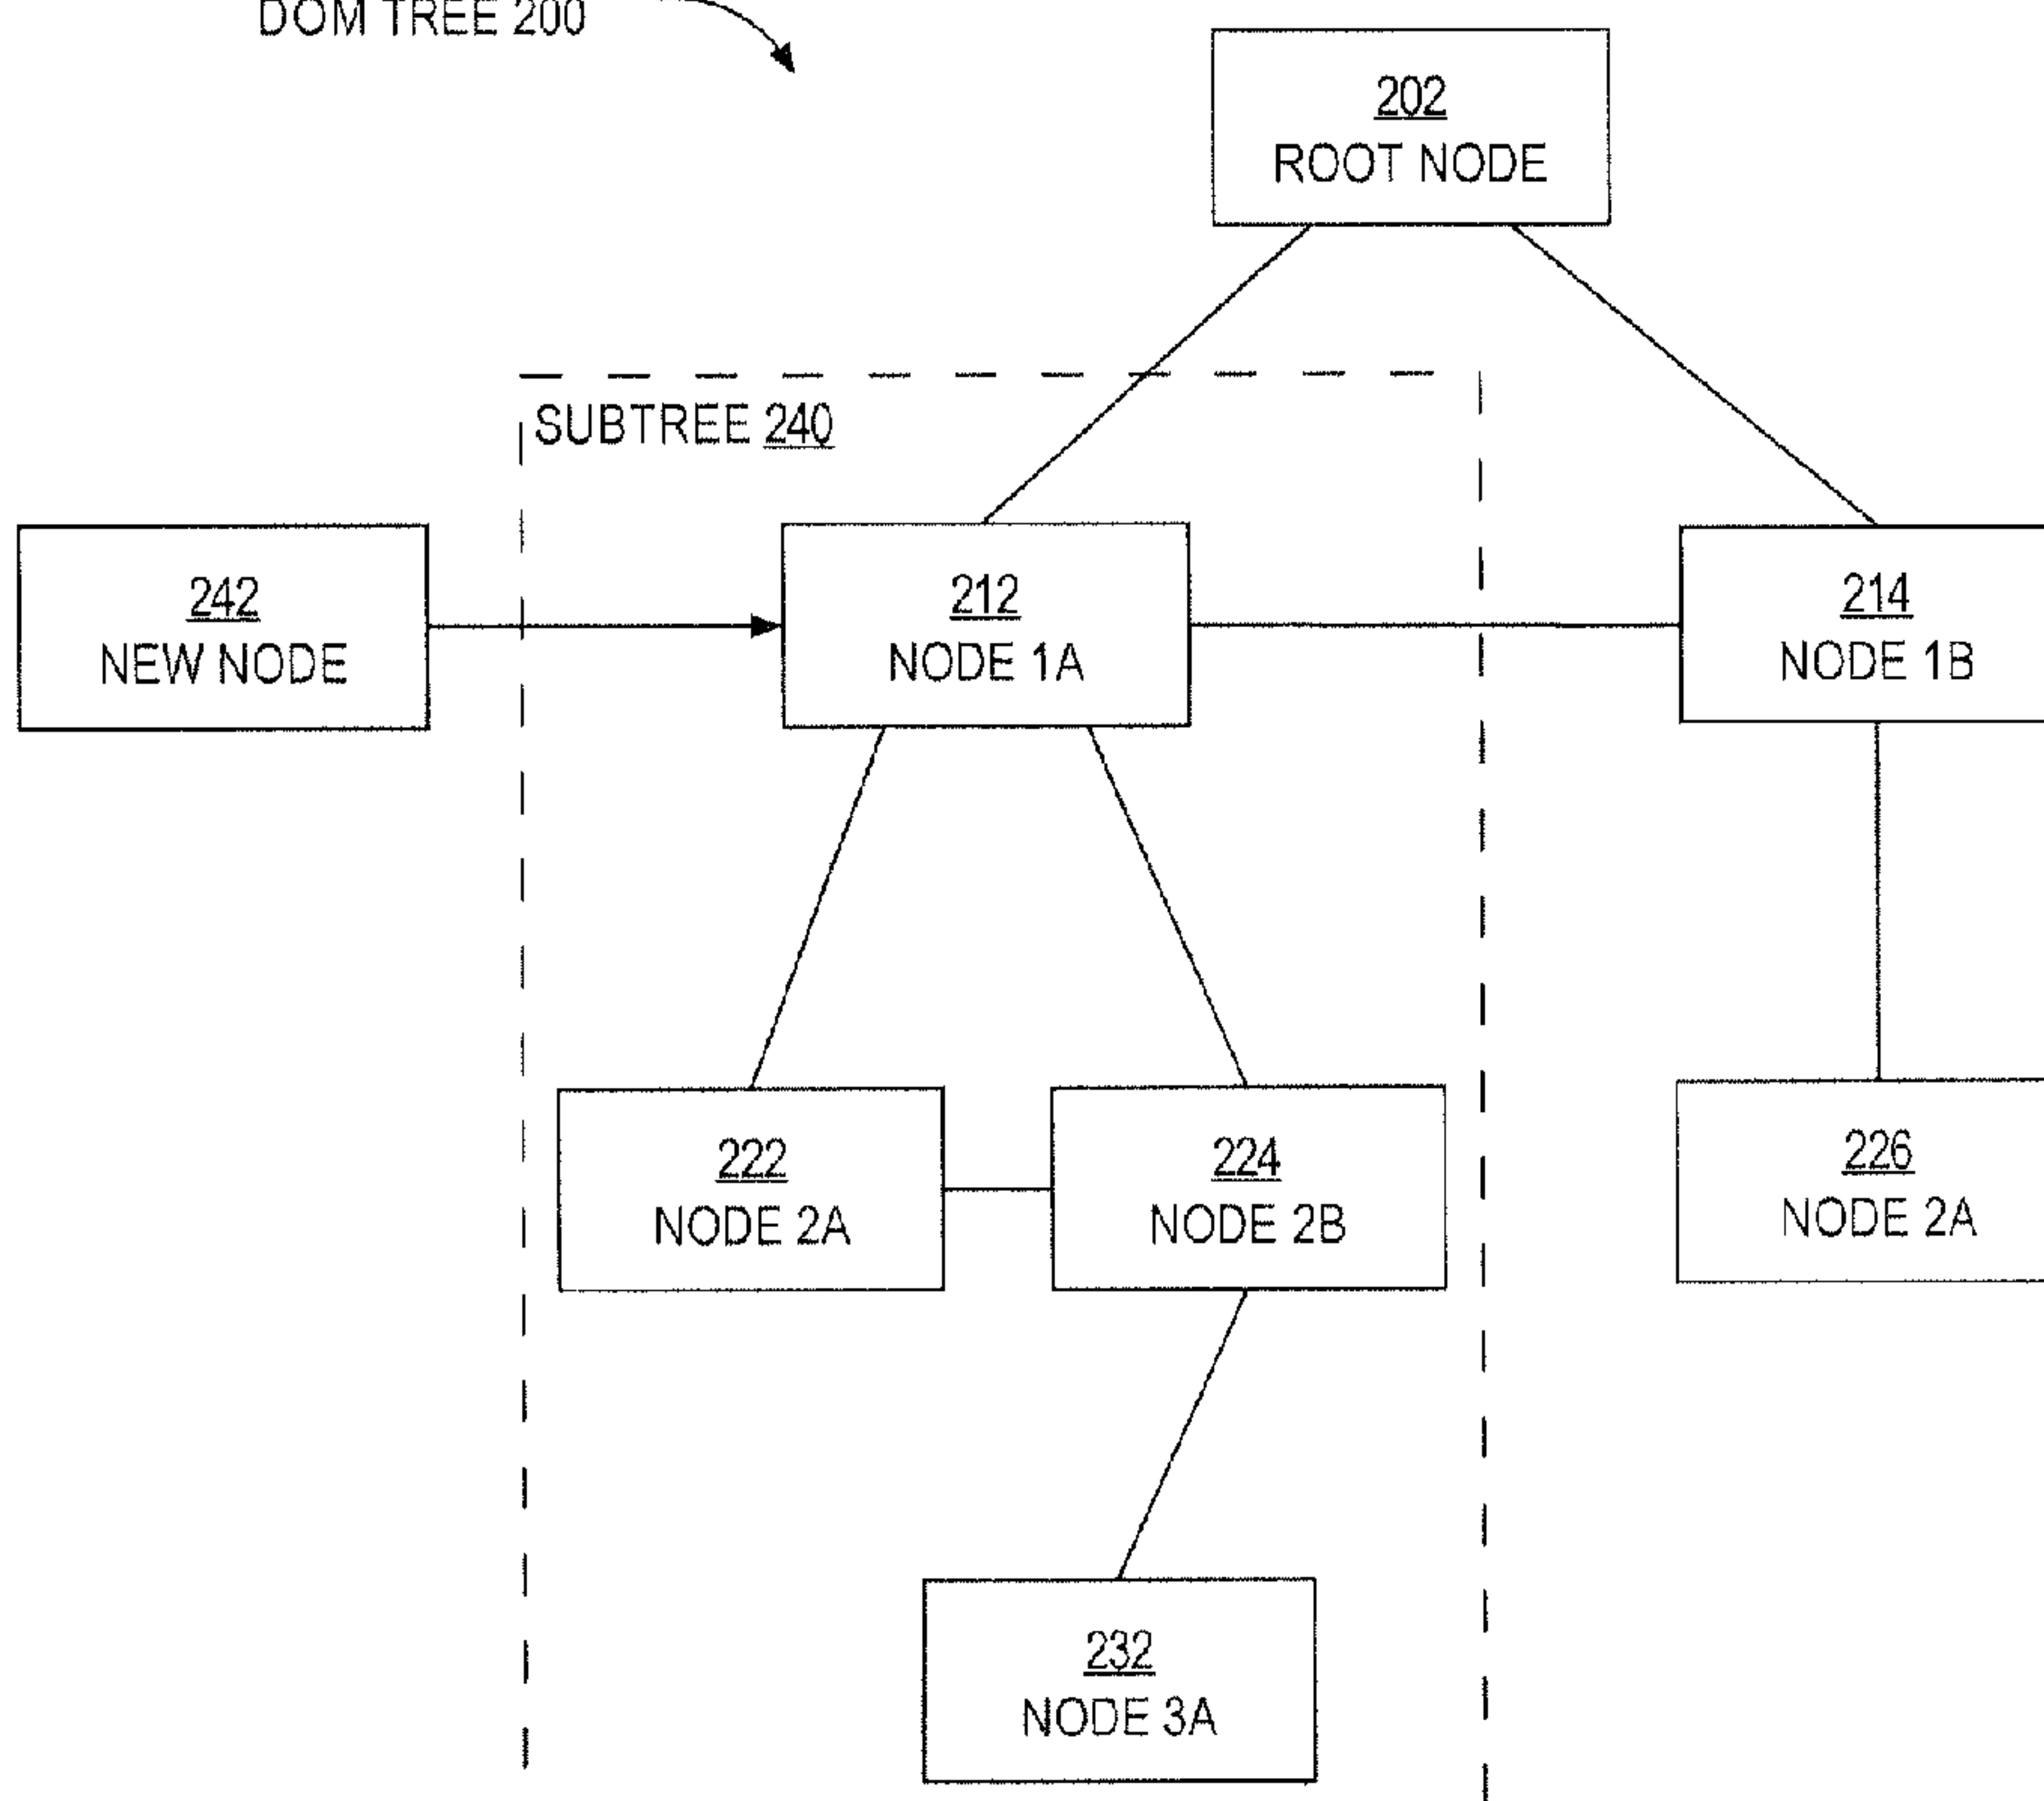 DOM TREE 200
202
ROOT NODE
SUBTREE 240
242
NEW NODE
212
NODE 1A
214
NODE 1B
222
NODE 2A
224
NODE 2B
226
NODE 2A
232
NODE 3A